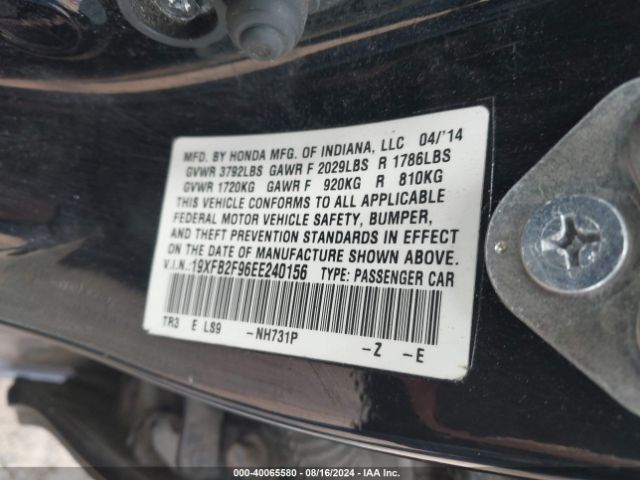 MFD. BY HONDA MFG. OF INDIANA, LLC 04/'14
GVWR 3792LBS GAWR F 2029LBS R 1786LBS
GVWR 1720KG GAWR F 920KG R 810KG
THIS VEHICLE CONFORMS TO ALL APPLICABLE
FEDERAL MOTOR VEHICLE SAFETY, BUMPER,
AND THEFT PREVENTION STANDARDS IN EFFECT
ON THE DATE OF MANUFACTURE SHOWN ABOVE.
V.I.N.:19XFB2F96EE240156 TYPE: PASSENGER CAR
TR3 E LS9 -NH731P -Z -E
000-40065580 - 08/16/2024 - IAA Inc.